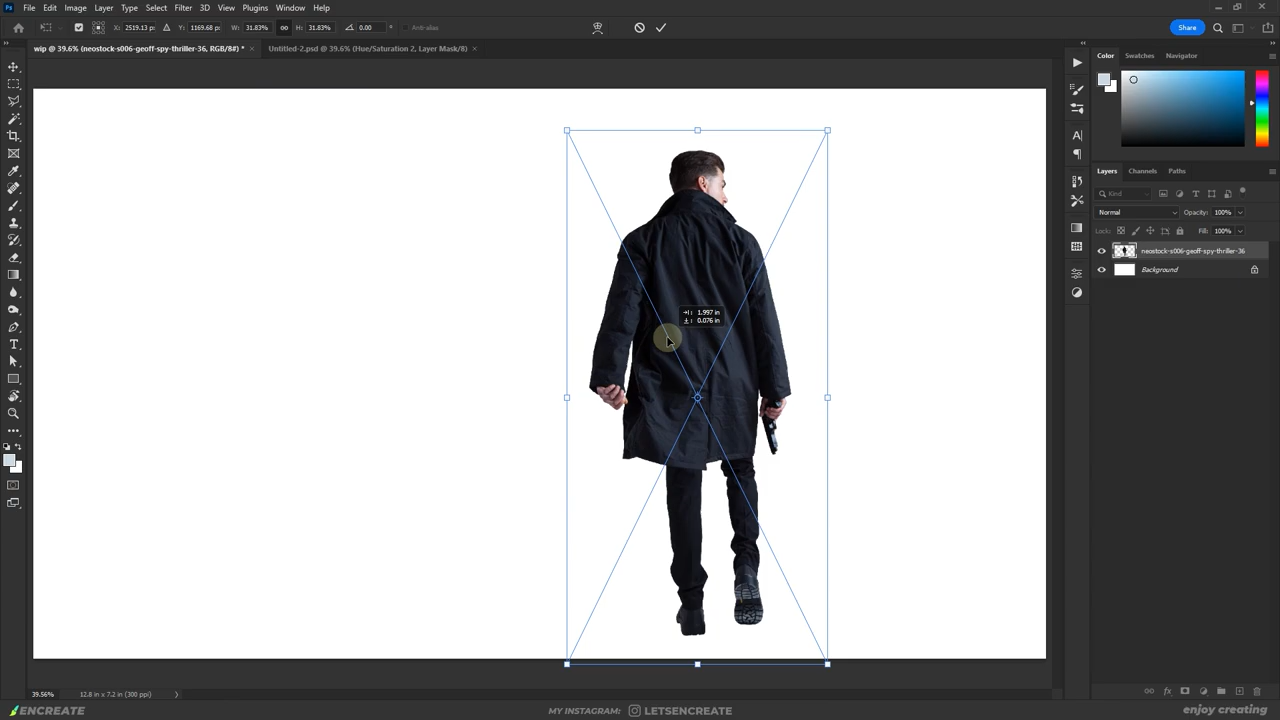 Ps File Edit Image Layer Type Select Filter 3D View Plugins Window Help
X: 2519.13 p Y: 1169.68 p W: 31.83% H: 31.83% 0.00 ° Anti-alias Share
wip @ 39.6% (neostock-s006-geoff-spy-thriller-36, RGB/8#) * × Untitled-2.psd @ 39.6% (Hue/Saturation 2, Layer Mask/8) ×
Color Swatches Navigator
Layers Channels Paths
Kind
Normal Opacity: 100%
Lock: Fill: 100%
neostock-s006-geoff-spy-thriller-36
Background
: 1.997 in
: 0.076 in
39.56% 12.8 in x 7.2 in (300 ppi)
ENCREATE MY INSTAGRAM: LETSENCREATE enjoy creating